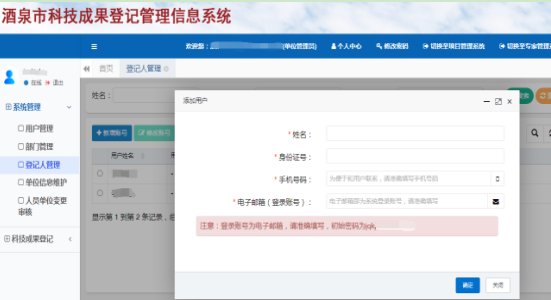 酒泉市科技成果登记管理信息系统
欢迎您： (单位管理员) 个人中心 修改密码 切换至项目管理系统 切换至专家管理
首页 登记人管理
在线 退出
姓名：
系统管理
用户管理
部门管理
登记人管理
单位信息维护
人员单位变更审核
科技成果登记
新增账号 修改账号
用户姓名
显示第 1 到第 2 条记录，总
添加用户
* 姓名：
* 身份证号：
* 手机号码： 为便于和用户联系，请准确填写手机号码
* 电子邮箱（登录账号）： 电子邮箱即为系统登录账号，请准确填写
注意：登录账号为电子邮箱，请准确填写，初始密码为jqkj
确定 关闭